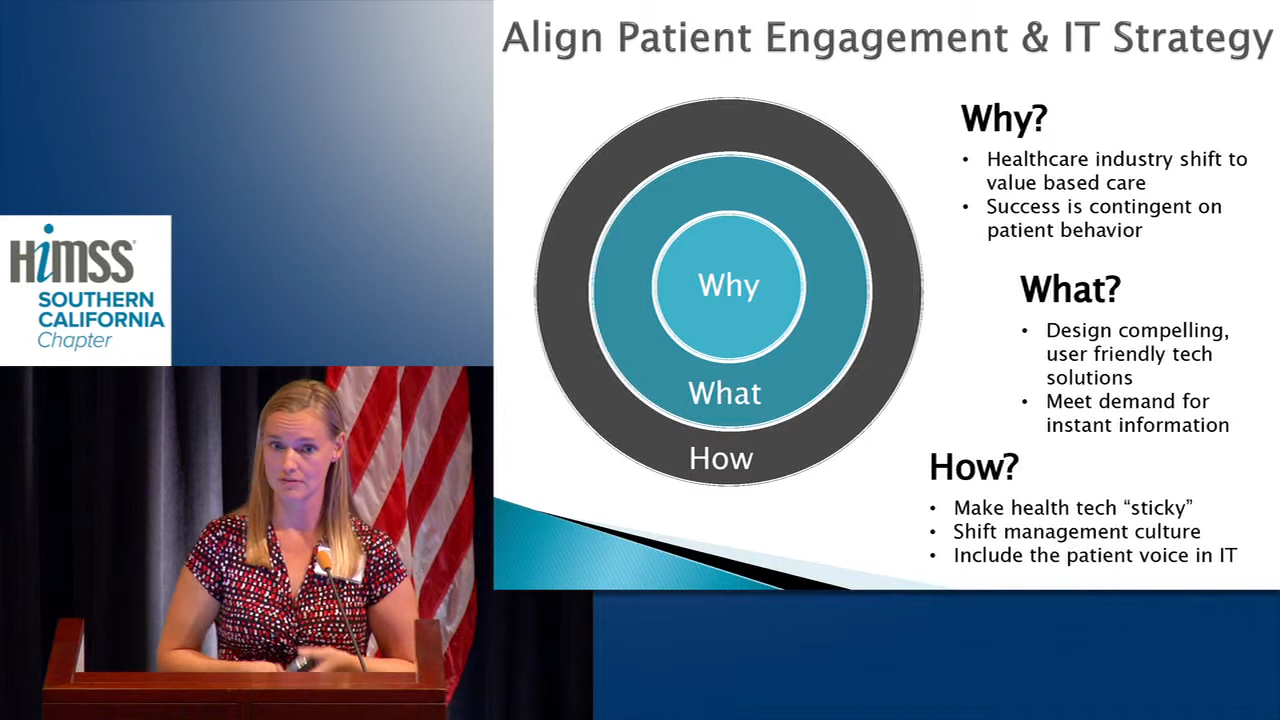 Align Patient Engagement & IT Strategy
HiMSS
SOUTHERN
CALIFORNIA
Chapter
Why
What
How
Why?
• Healthcare industry shift to
value based care
• Success is contingent on
patient behavior
What?
• Design compelling,
user friendly tech
solutions
• Meet demand for
instant information
How?
• Make health tech “sticky”
• Shift management culture
• Include the patient voice in IT